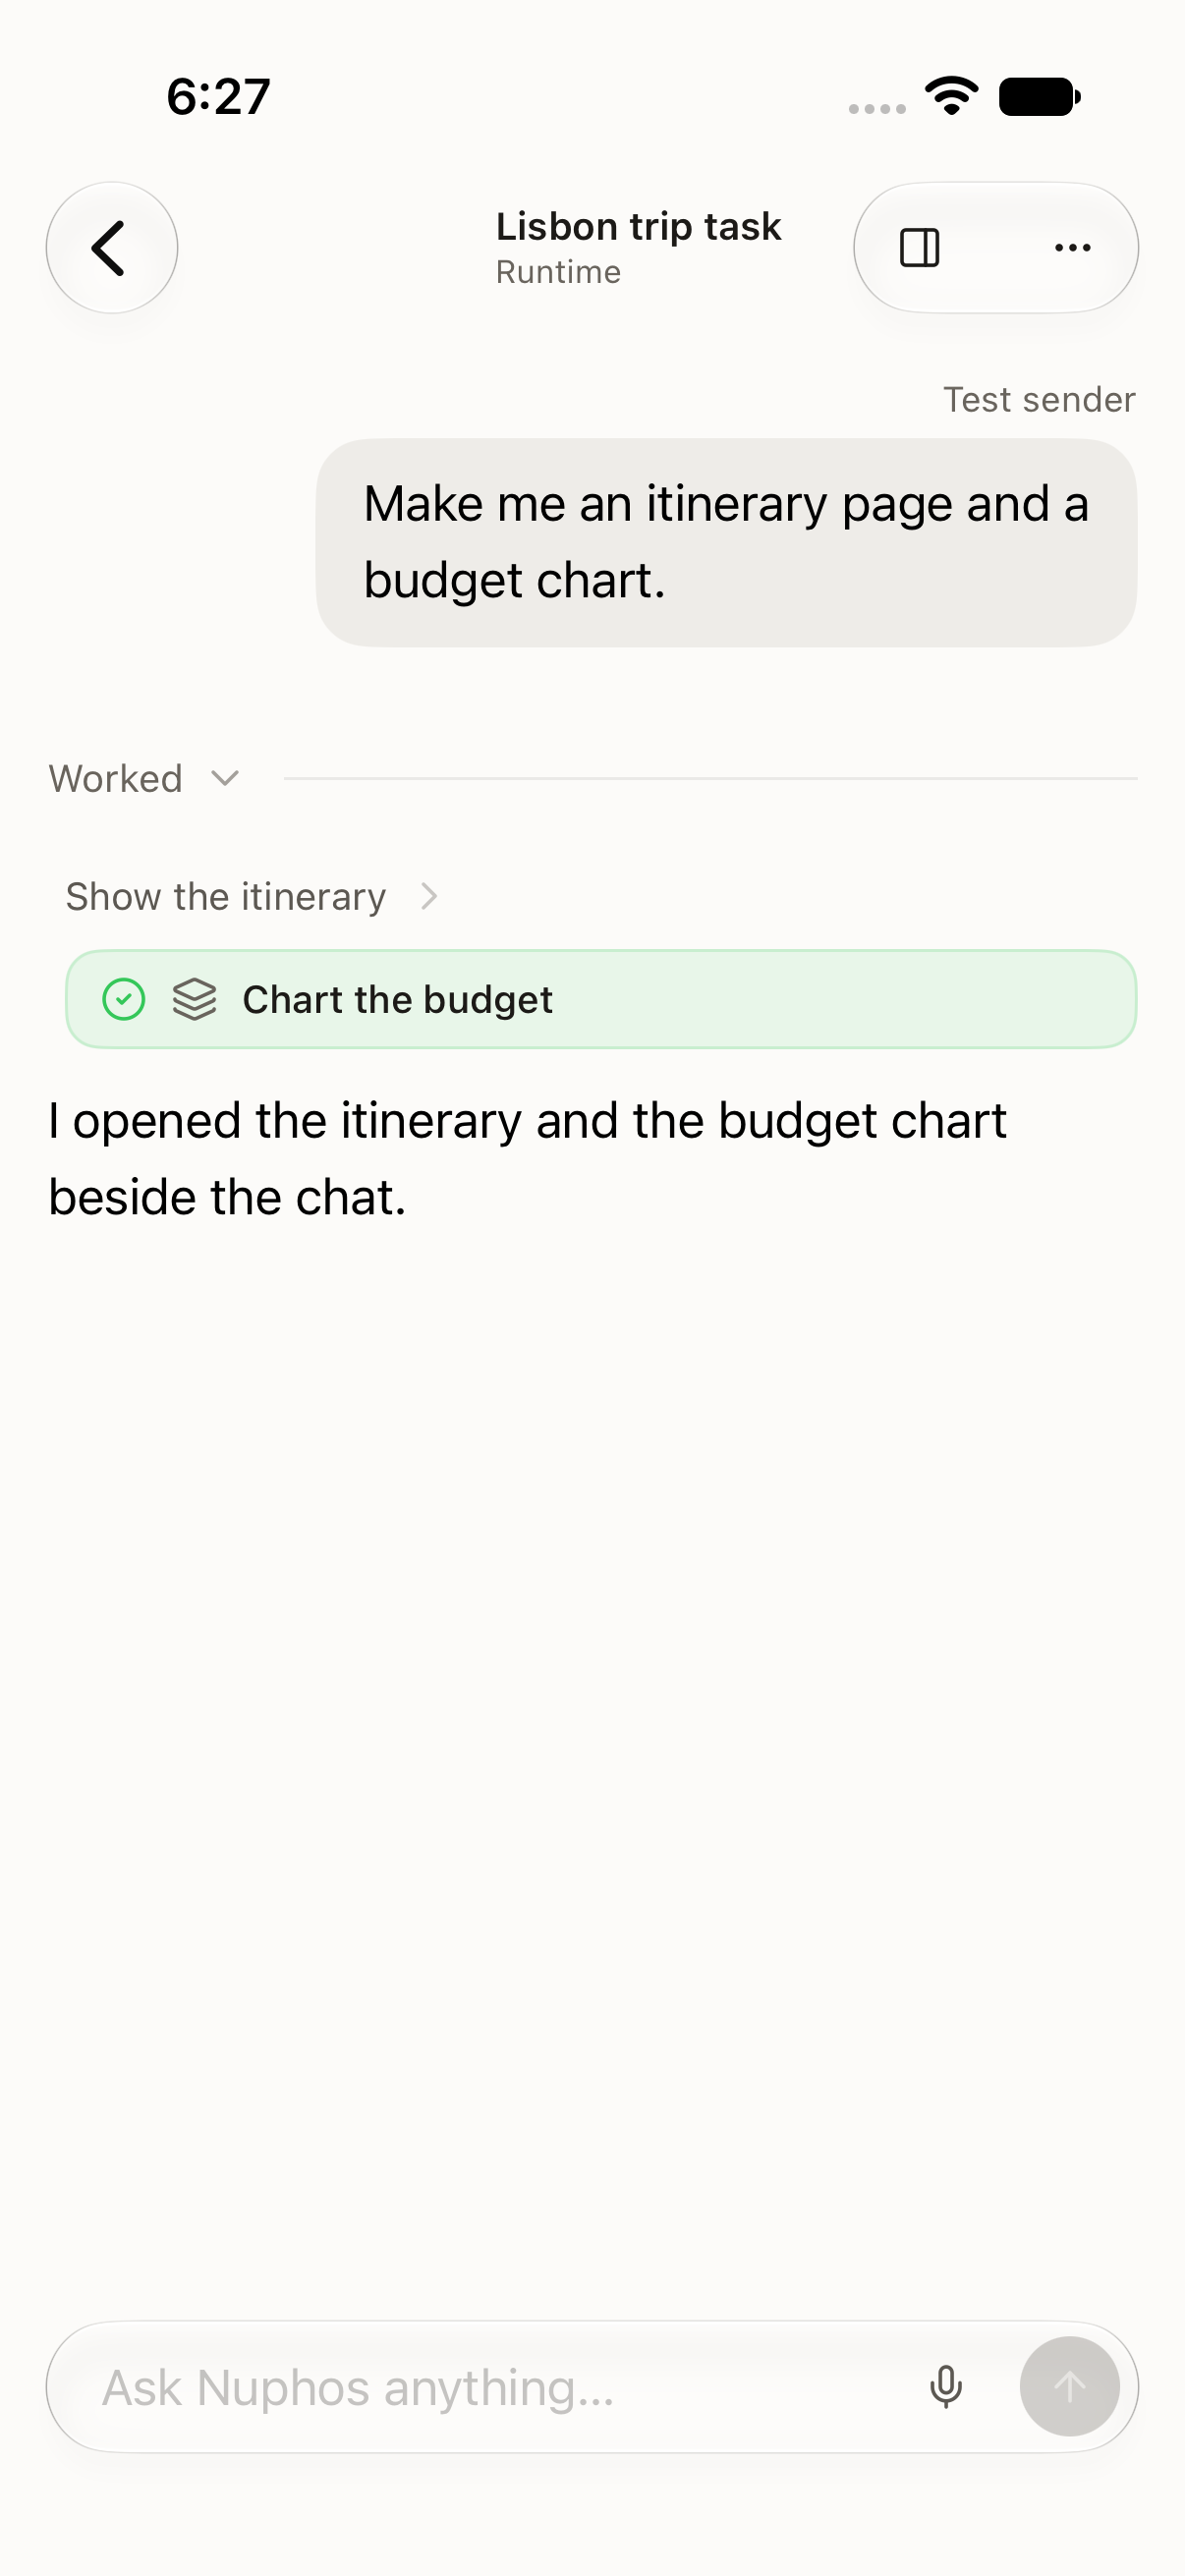 6:27
Lisbon trip task
Runtime
Test sender
Make me an itinerary page and a
budget chart.
Worked
Show the itinerary
Chart the budget
I opened the itinerary and the budget chart
beside the chat.
Ask Nuphos anything...